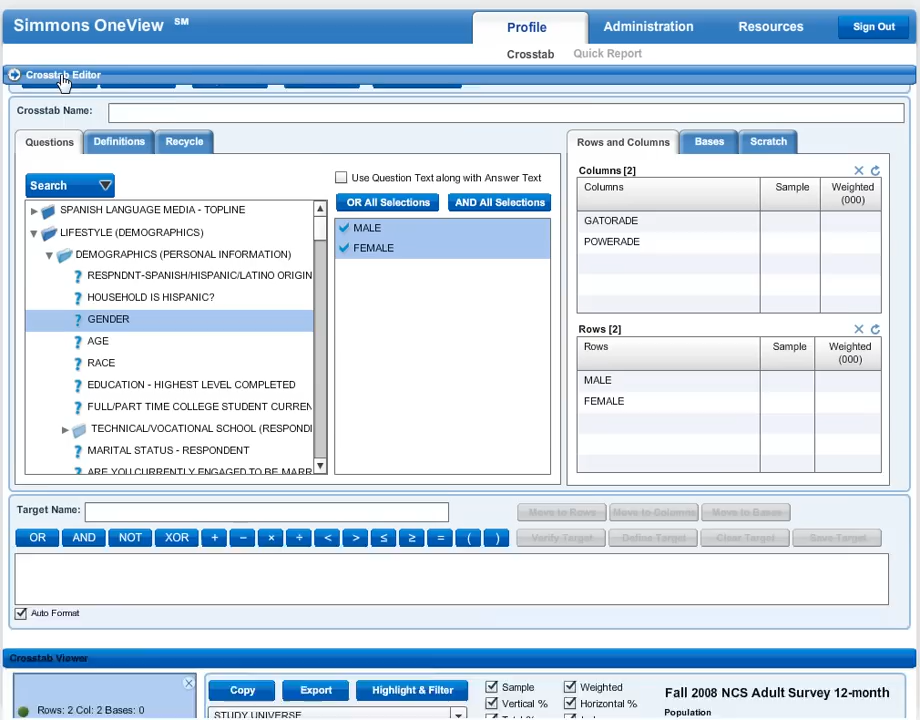 Simmons OneView ℠
Profile
Administration
Resources
Sign Out
Crosstab
Quick Report
Crosstab Editor
Crosstab Name:
Questions
Definitions
Recycle
Rows and Columns
Bases
Scratch
Search
Use Question Text along with Answer Text
OR All Selections
AND All Selections
SPANISH LANGUAGE MEDIA - TOPLINE
LIFESTYLE (DEMOGRAPHICS)
DEMOGRAPHICS (PERSONAL INFORMATION)
RESPNDNT-SPANISH/HISPANIC/LATINO ORIGIN
HOUSEHOLD IS HISPANIC?
GENDER
AGE
RACE
EDUCATION - HIGHEST LEVEL COMPLETED
FULL/PART TIME COLLEGE STUDENT CURREN
TECHNICAL/VOCATIONAL SCHOOL (RESPONDI
MARITAL STATUS - RESPONDENT
ARE YOU CURRENTLY ENGAGED TO BE MARR
MALE
FEMALE
Columns [2]
Columns Sample Weighted (000)
GATORADE
POWERADE
Rows [2]
Rows Sample Weighted (000)
MALE
FEMALE
Target Name:
Move to Rows
Move to Columns
Move to Bases
OR AND NOT XOR + − × ÷ < > ≤ ≥ = ( )
Verify Target
Define Target
Clear Target
Save Target
Auto Format
Crosstab Viewer
Rows: 2 Col: 2 Bases: 0
Copy
Export
Highlight & Filter
STUDY UNIVERSE
Sample
Weighted
Vertical %
Horizontal %
Fall 2008 NCS Adult Survey 12-month
Population